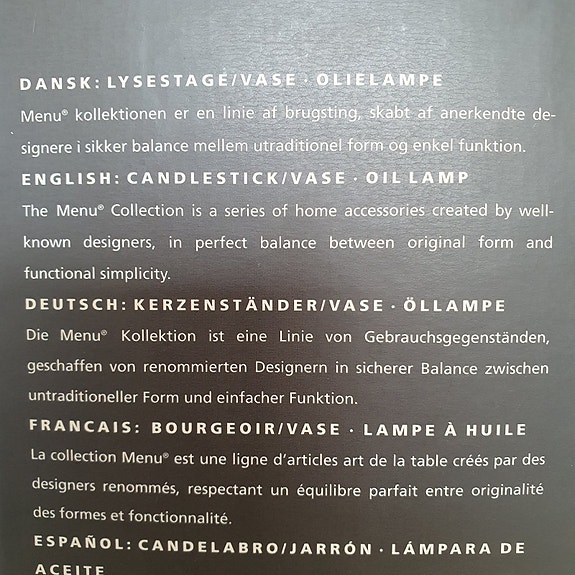 DANSK: LYSESTAGE/VASE · OLIELAMPE
Menu® kollektionen er en linie af brugsting, skabt af anerkendte de-
signere i sikker balance mellem utraditionel form og enkel funktion.
ENGLISH: CANDLESTICK/VASE · OIL LAMP
The Menu® Collection is a series of home accessories created by well-
known designers, in perfect balance between original form and
functional simplicity.
DEUTSCH: KERZENSTÄNDER/VASE · ÖLLAMPE
Die Menu® Kollektion ist eine Linie von Gebrauchsgegenständen,
geschaffen von renommierten Designern in sicherer Balance zwischen
untraditioneller Form und einfacher Funktion.
FRANCAIS: BOURGEOIR/VASE · LAMPE À HUILE
La collection Menu® est une ligne d'articles art de la table créés par des
designers renommés, respectant un équilibre parfait entre originalité
des formes et fonctionnalité.
ESPAÑOL: CANDELABRO/JARRÓN · LÁMPARA DE
ACEITE